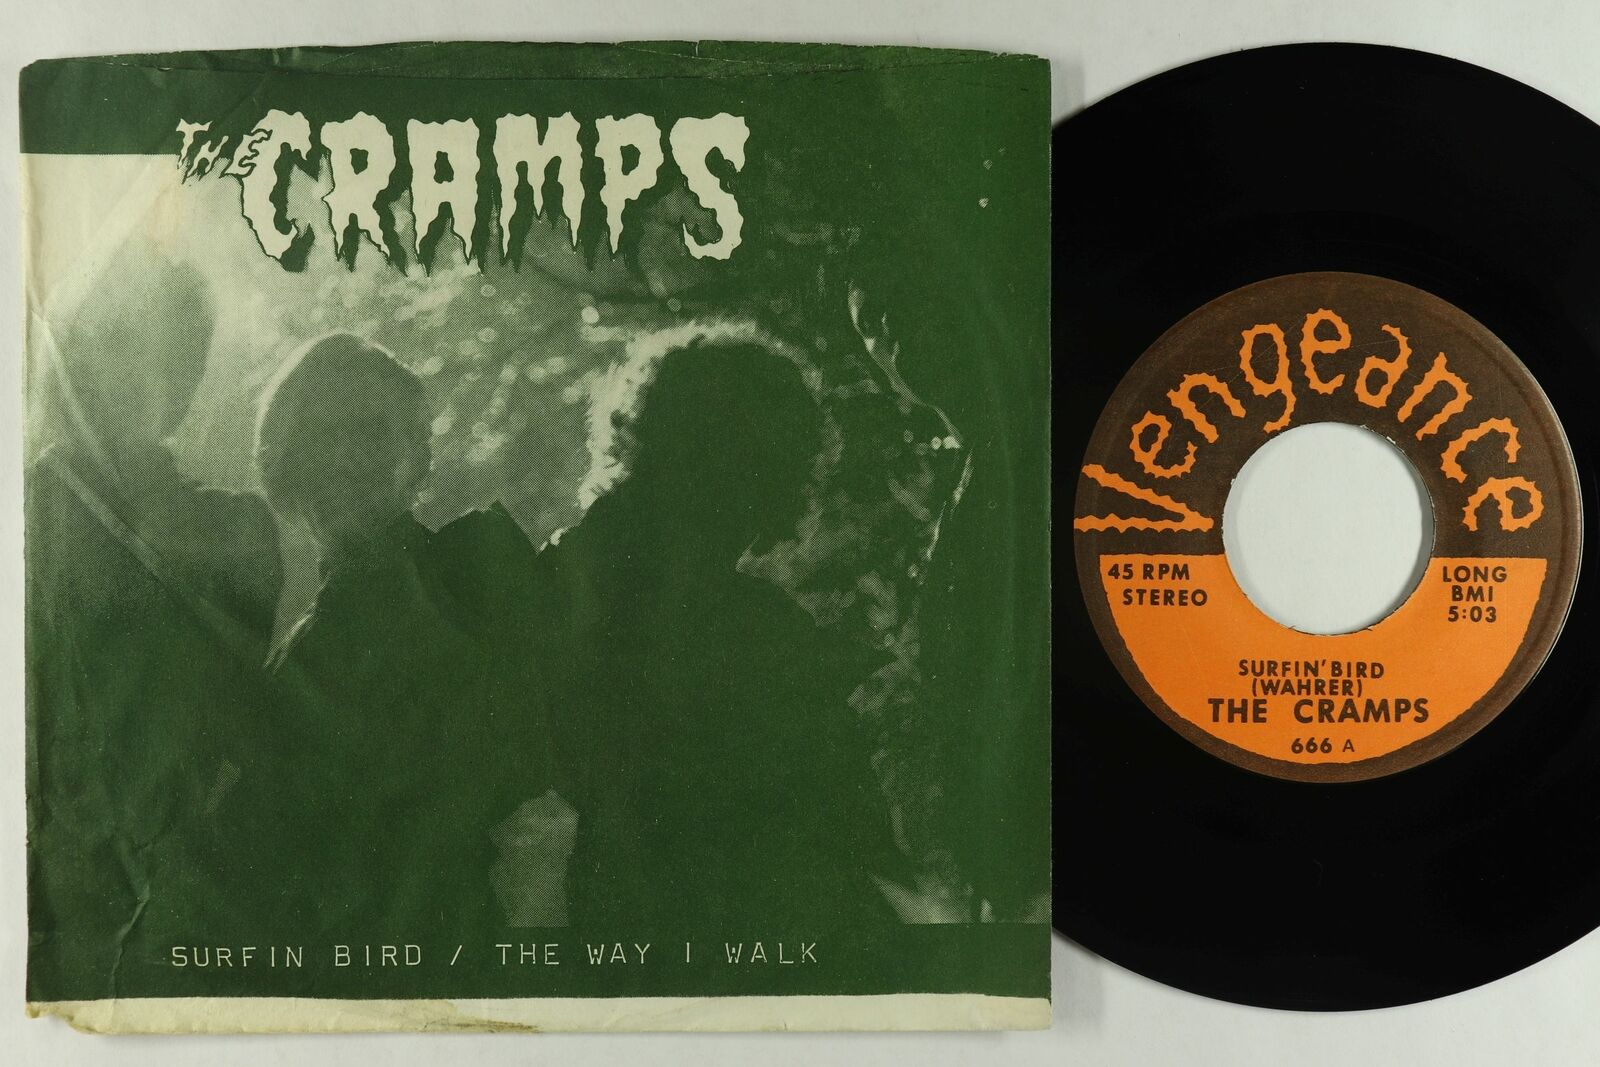 THE CRAMPS
SURFIN BIRD / THE WAY I WALK
Vengeance
45 RPM
STEREO
LONG
BMI
5:03
SURFIN' BIRD
(WAHRER)
THE CRAMPS
666 A